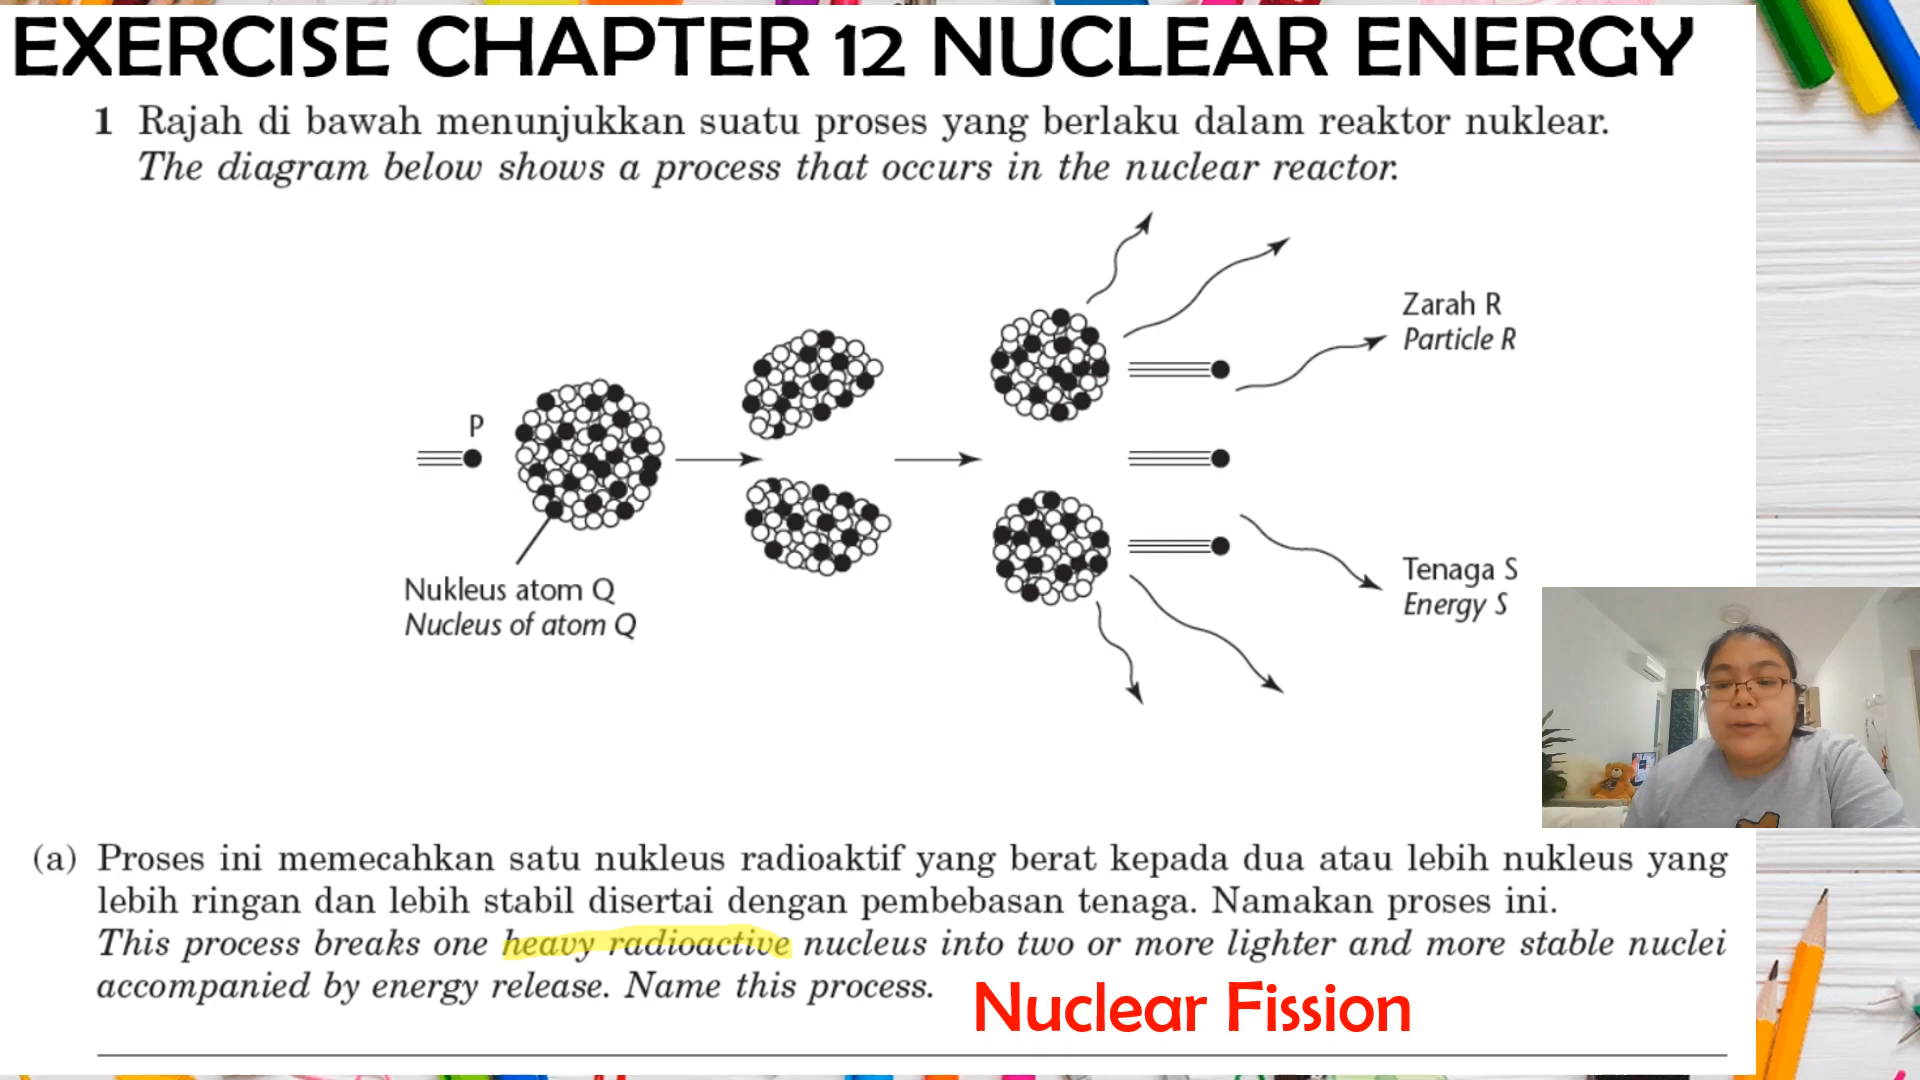 EXERCISE CHAPTER 12 NUCLEAR ENERGY
1 Rajah di bawah menunjukkan suatu proses yang berlaku dalam reaktor nuklear.
The diagram below shows a process that occurs in the nuclear reactor.
Zarah R
Particle R
P
Nukleus atom Q
Nucleus of atom Q
Tenaga S
Energy S
(a) Proses ini memecahkan satu nukleus radioaktif yang berat kepada dua atau lebih nukleus yang
lebih ringan dan lebih stabil disertai dengan pembebasan tenaga. Namakan proses ini.
This process breaks one heavy radioactive nucleus into two or more lighter and more stable nuclei
accompanied by energy release. Name this process.
Nuclear Fission